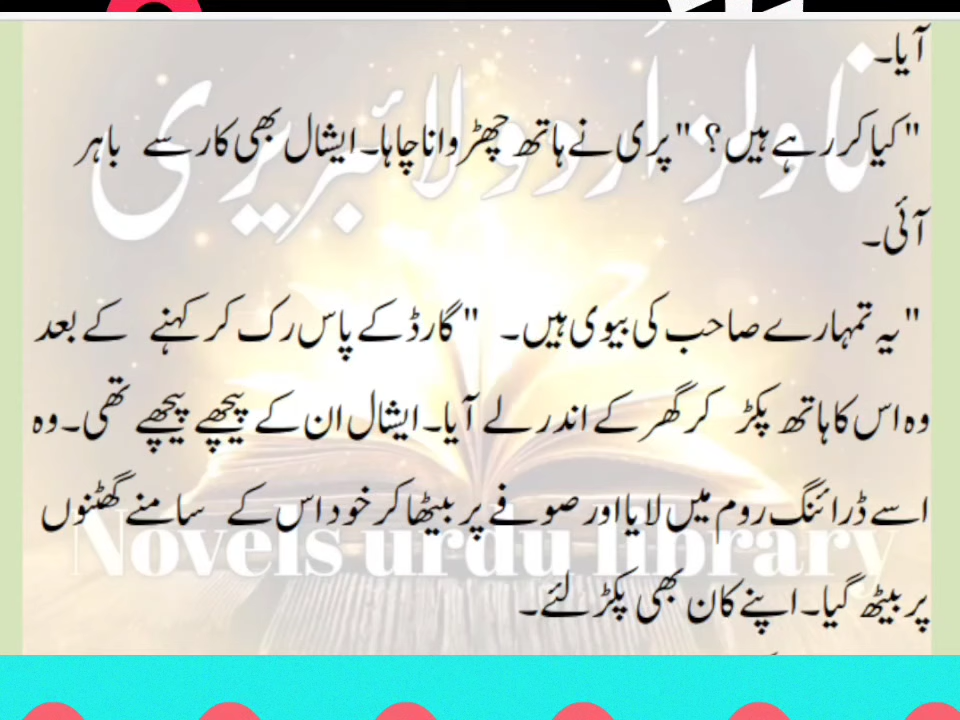 آیا۔
"کیا کر رہے ہیں؟" پری نے ہاتھ چھڑوانا چاہا۔ ایشال بھی کار سے باہر
آئی۔
"یہ تمہارے صاحب کی بیوی ہیں۔" گارڈ کے پاس رک کر کہنے کے بعد
وہ اس کا ہاتھ پکڑ کر گھر کے اندر لے آیا۔ ایشال ان کے پیچھے پیچھے تھی۔ وہ
اسے ڈرائنگ روم میں لایا اور صوفے پر بیٹھا کر خود اس کے سامنے گھٹنوں
پر بیٹھ گیا۔ اپنے کان بھی پکڑ لئے۔
ناولز اردو لائبریری
Novels urdu library